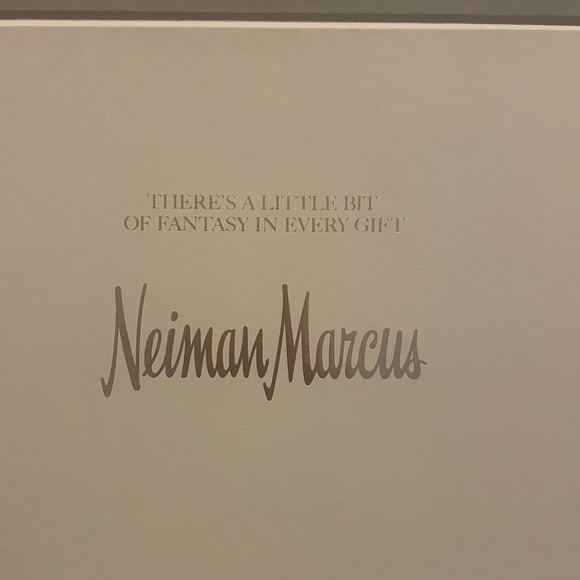 THERE'S A LITTLE BIT
OF FANTASY IN EVERY GIFT
Neiman Marcus